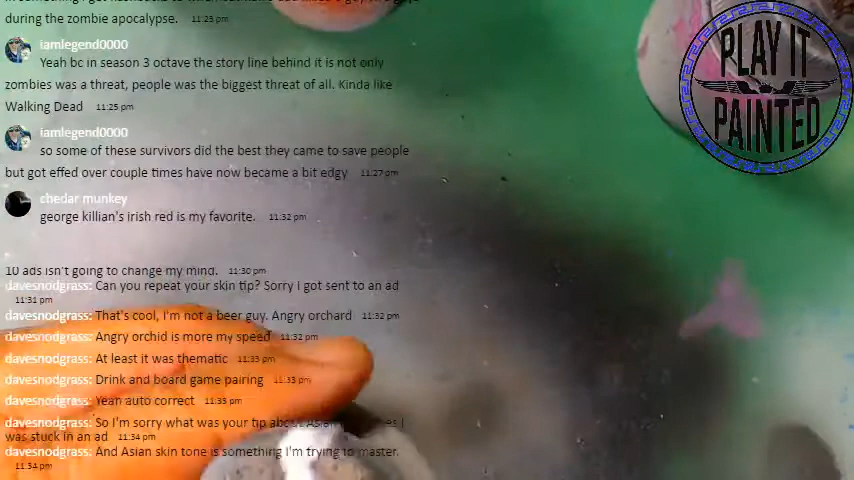 during the zombie apocalypse. 11:23 pm
iamlegend0000
Yeah bc in season 3 octave the story line behind it is not only
zombies was a threat, people was the biggest threat of all. Kinda like
Walking Dead 11:25 pm
iamlegend0000
so some of these survivors did the best they came to save people
but got effed over couple times have now became a bit edgy 11:27 pm
chedar munkey
george killian's irish red is my favorite. 11:32 pm
10 ads isn't going to change my mind. 11:30 pm
davesnodgrass: Can you repeat your skin tip? Sorry I got sent to an ad
11:31 pm
davesnodgrass: That's cool, I'm not a beer guy. Angry orchard 11:32 pm
davesnodgrass: Angry orchid is more my speed 11:32 pm
davesnodgrass: At least it was thematic 11:33 pm
davesnodgrass: Drink and board game pairing 11:33 pm
davesnodgrass: Yeah auto correct 11:33 pm
davesnodgrass: So I'm sorry what was your tip about Asian I
was stuck in an ad 11:34 pm
davesnodgrass: And Asian skin tone is something I'm trying to master.
11:34 pm
PLAY IT
PAINTED